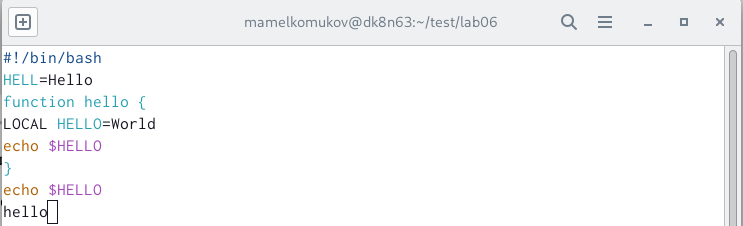 mamelkomukov@dk8n63:~/test/lab06
#!/bin/bash
HELL=Hello
function hello {
LOCAL HELLO=World
echo $HELLO
}
echo $HELLO
hello